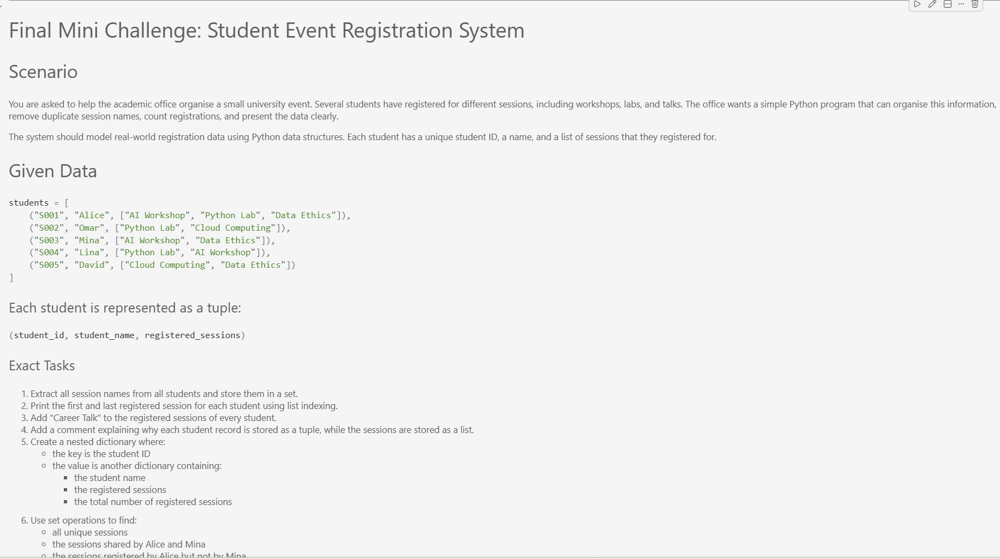 Final Mini Challenge: Student Event Registration System
Scenario
You are asked to help the academic office organise a small university event. Several students have registered for different sessions, including workshops, labs, and talks. The office wants a simple Python program that can organise this information,
remove duplicate session names, count registrations, and present the data clearly.
The system should model real-world registration data using Python data structures. Each student has a unique student ID, a name, and a list of sessions that they registered for.
Given Data
students = [
    ("S001", "Alice", ["AI Workshop", "Python Lab", "Data Ethics"]),
    ("S002", "Omar", ["Python Lab", "Cloud Computing"]),
    ("S003", "Mina", ["AI Workshop", "Data Ethics"]),
    ("S004", "Lina", ["Python Lab", "AI Workshop"]),
    ("S005", "David", ["Cloud Computing", "Data Ethics"])
]
Each student is represented as a tuple:
(student_id, student_name, registered_sessions)
Exact Tasks
1. Extract all session names from all students and store them in a set.
2. Print the first and last registered session for each student using list indexing.
3. Add "Career Talk" to the registered sessions of every student.
4. Add a comment explaining why each student record is stored as a tuple, while the sessions are stored as a list.
5. Create a nested dictionary where:
the key is the student ID
the value is another dictionary containing:
the student name
the registered sessions
the total number of registered sessions
6. Use set operations to find:
all unique sessions
the sessions shared by Alice and Mina
the sessions registered by Alice but not by Mina